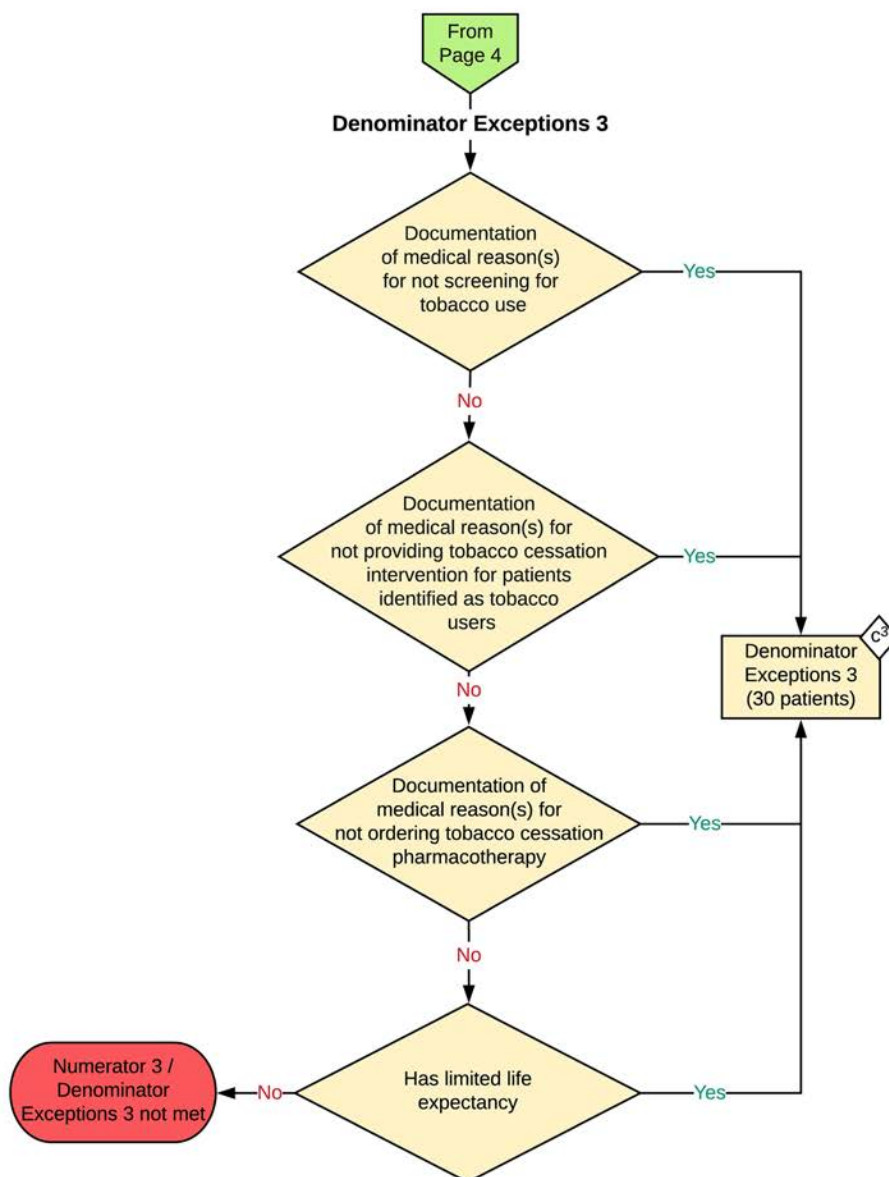 From
Page 4
Denominator Exceptions 3
Documentation
of medical reason(s)
for not screening for
tobacco use
Yes
No
Documentation
of medical reason(s) for
not providing tobacco cessation
intervention for patients
identified as tobacco
users
Yes
c³
Denominator
Exceptions 3
(30 patients)
No
Documentation of
medical reason(s) for
not ordering tobacco cessation
pharmacotherapy
Yes
No
Has limited life
expectancy
Yes
No
Numerator 3 /
Denominator
Exceptions 3 not met